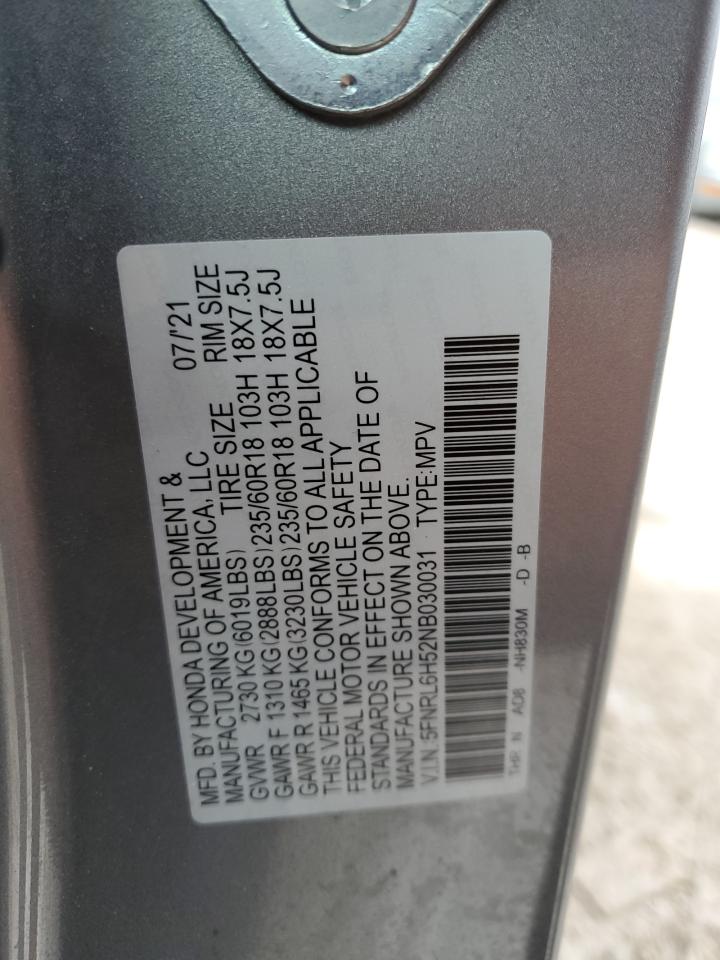 MFD. BY HONDA DEVELOPMENT & 07/'21
MANUFACTURING OF AMERICA, LLC
GVWR 2730 KG (6019LBS) TIRE SIZE RIM SIZE
GAWR F 1310 KG (2888LBS) 235/60R18 103H 18X7.5J
GAWR R 1465 KG (3230LBS) 235/60R18 103H 18X7.5J
THIS VEHICLE CONFORMS TO ALL APPLICABLE
FEDERAL MOTOR VEHICLE SAFETY
STANDARDS IN EFFECT ON THE DATE OF
MANUFACTURE SHOWN ABOVE.
V.I.N. 5FNRL6H52NB030031 TYPE:MPV
THR N AO8 -NH830M -D -B